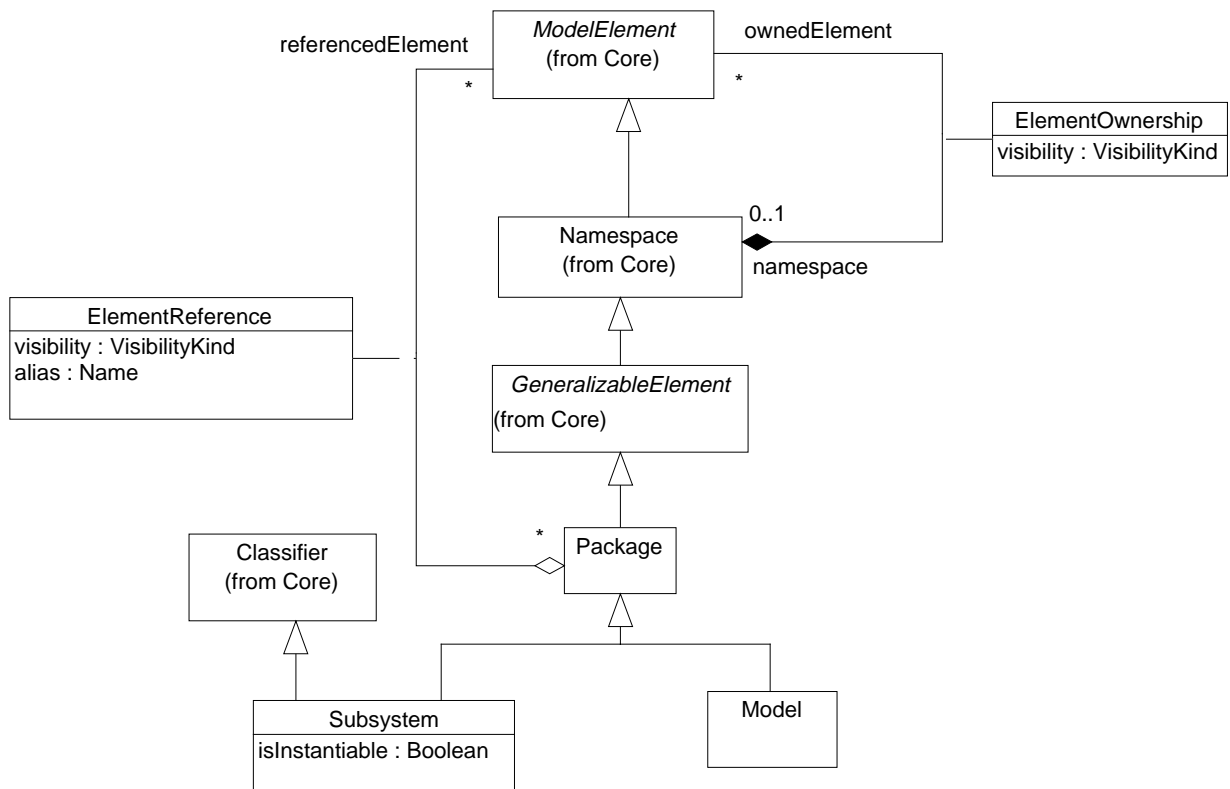 ModelElement
(from Core)
referencedElement
*
ownedElement
*
ElementOwnership
visibility : VisibilityKind
Namespace
(from Core)
0..1
namespace
ElementReference
visibility : VisibilityKind
alias : Name
GeneralizableElement
(from Core)
*
Package
Classifier
(from Core)
Subsystem
isInstantiable : Boolean
Model